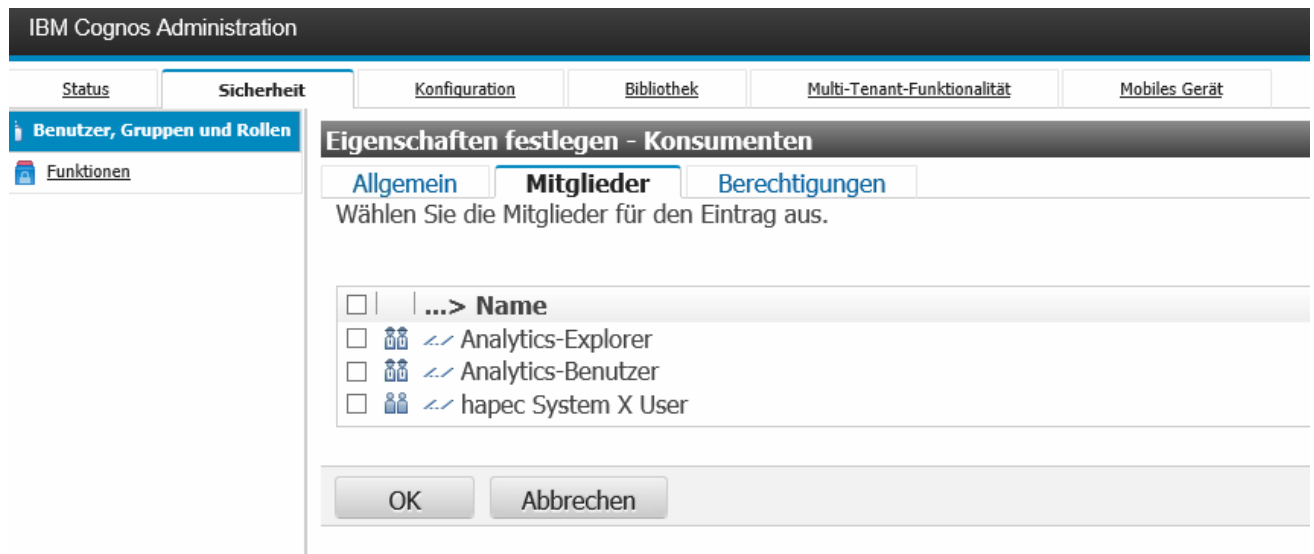 IBM Cognos Administration
Status Sicherheit Konfiguration Bibliothek Multi-Tenant-Funktionalität Mobiles Gerät
Benutzer, Gruppen und Rollen
Funktionen
Eigenschaften festlegen - Konsumenten
Allgemein Mitglieder Berechtigungen
Wählen Sie die Mitglieder für den Eintrag aus.
...> Name
Analytics-Explorer
Analytics-Benutzer
hapec System X User
OK Abbrechen